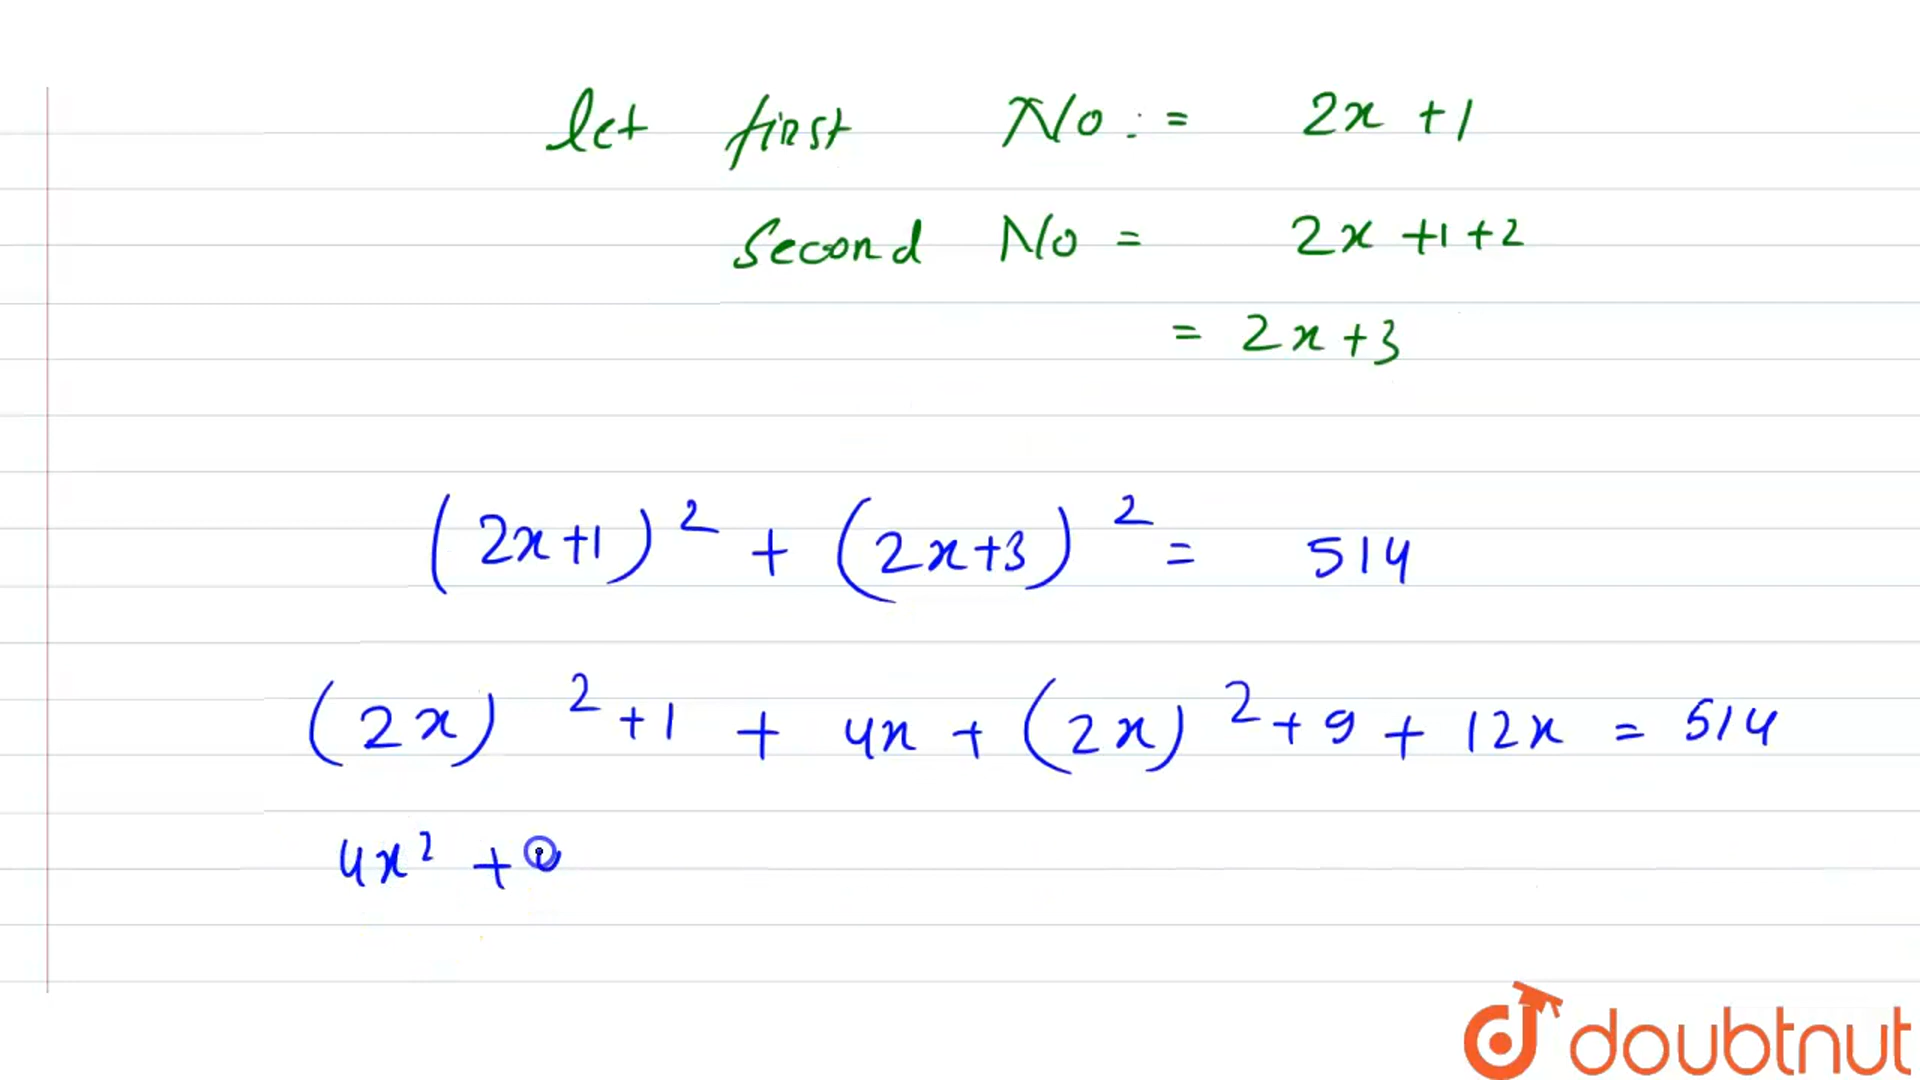 let first No. = 2x + 1
Second No = 2x + 1 + 2
= 2x + 3
(2x+1)² + (2x+3)² = 514
(2x)² + 1 + 4x + (2x)² + 9 + 12x = 514
4x² +
doubtnut